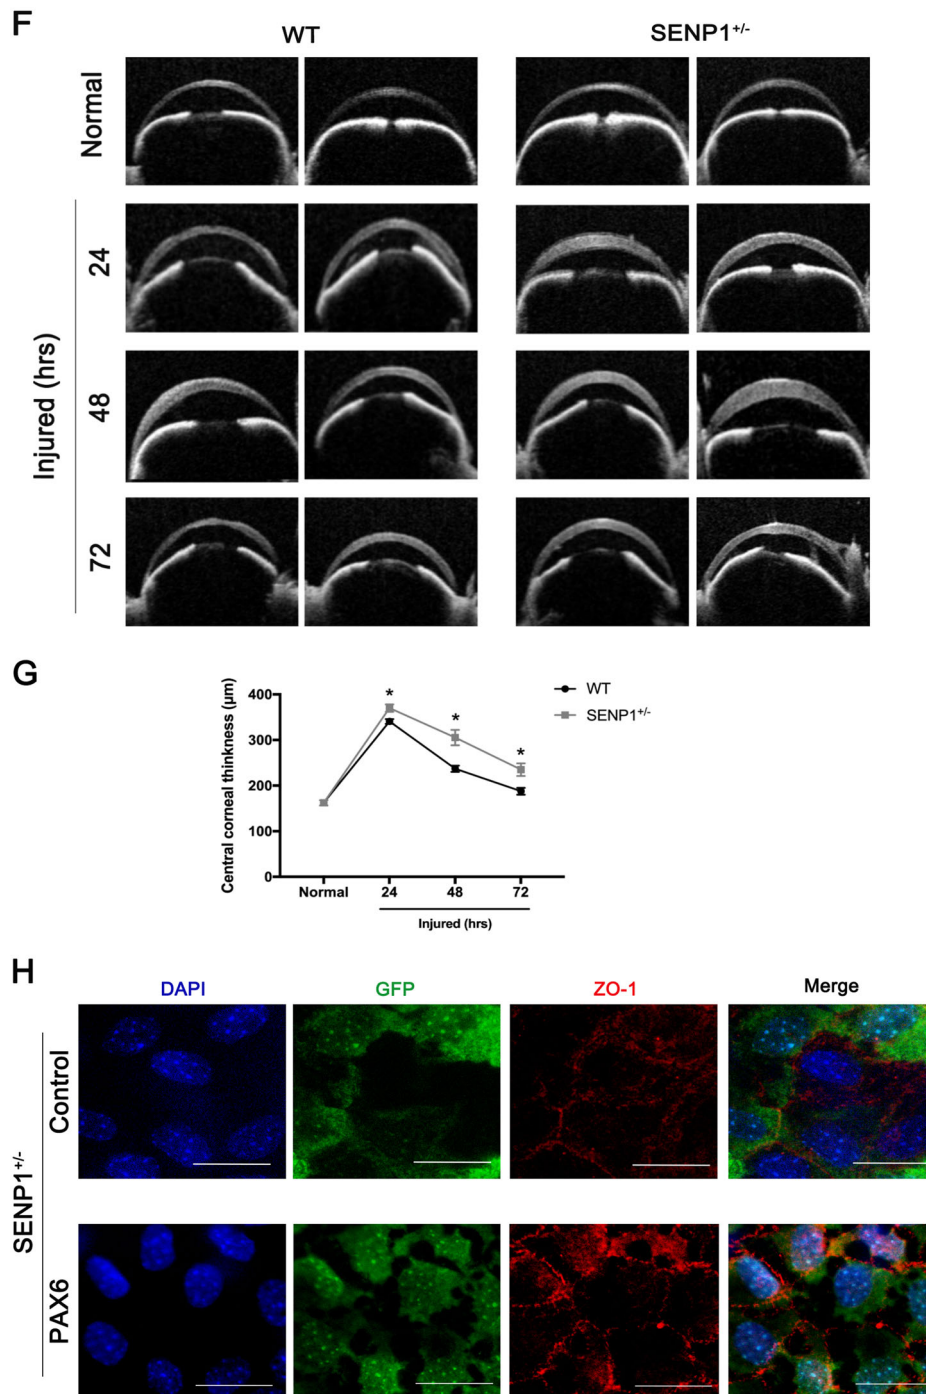 F
WT
SENP1+/-
Normal
Injured (hrs)
24
48
72
G
Central corneal thinkness (µm)
400
300
200
100
0
*
*
*
WT
SENP1+/-
Normal
24
48
72
Injured (hrs)
H
DAPI
GFP
ZO-1
Merge
SENP1+/-
Control
PAX6